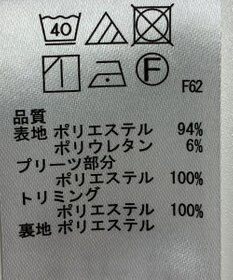 40
F
F62
品質
表地 ポリエステル 94%
ポリウレタン 6%
プリーツ部分
ポリエステル 100%
トリミング
ポリエステル 100%
裏地 ポリエステル